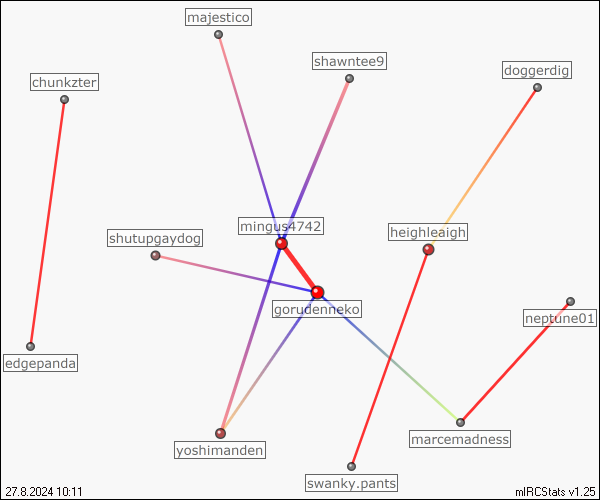 majestico
shawntee9
doggerdig
chunkzter
mingus4742
heighleaigh
shutupgaydog
gorudenneko
neptune01
edgepanda
marcemadness
yoshimanden
swanky.pants
27.8.2024 10:11
mIRCStats v1.25